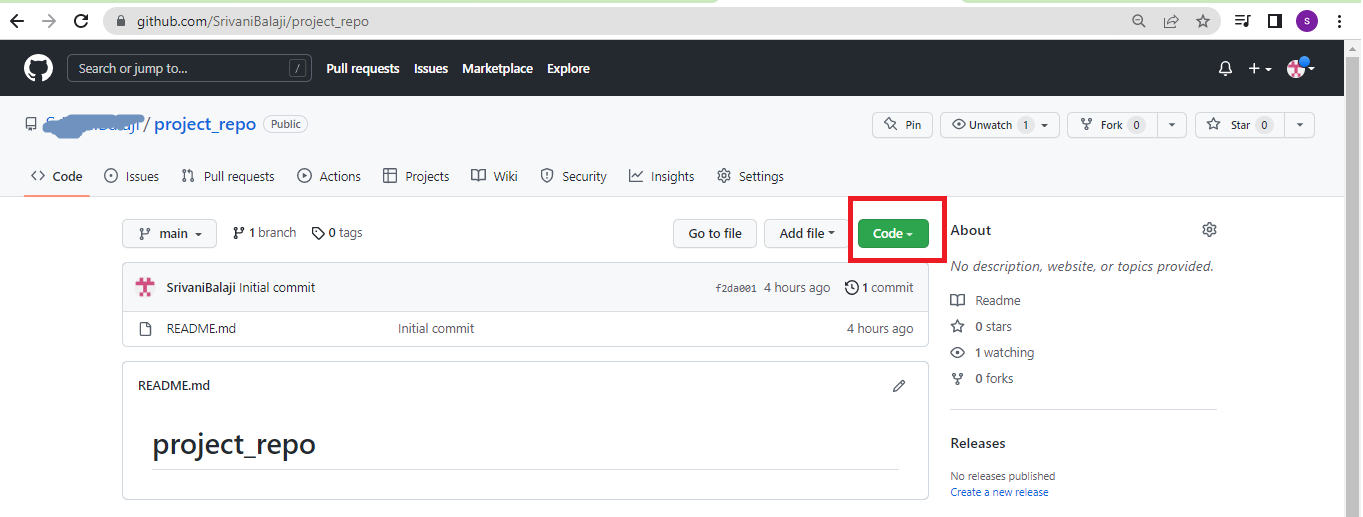 github.com/SrivaniBalaji/project_repo
S
Search or jump to... /
Pull requests Issues Marketplace Explore
/ project_repo Public
Pin Unwatch 1 Fork 0 Star 0
<> Code Issues Pull requests Actions Projects Wiki Security Insights Settings
main 1 branch 0 tags Go to file Add file Code
About
No description, website, or topics provided.
SrivaniBalaji Initial commit f2da001 4 hours ago 1 commit
Readme
README.md Initial commit 4 hours ago
0 stars
1 watching
0 forks
README.md
project_repo
Releases
No releases published
Create a new release